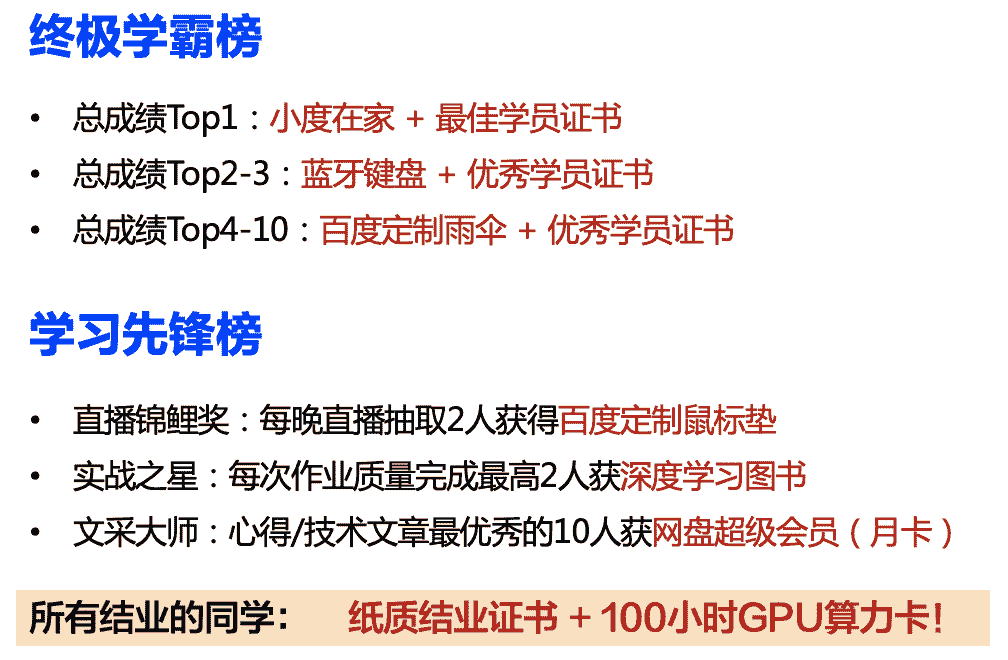 终极学霸榜
• 总成绩Top1：小度在家 + 最佳学员证书
• 总成绩Top2-3：蓝牙键盘 + 优秀学员证书
• 总成绩Top4-10：百度定制雨伞 + 优秀学员证书
学习先锋榜
• 直播锦鲤奖：每晚直播抽取2人获得百度定制鼠标垫
• 实战之星：每次作业质量完成最高2人获深度学习图书
• 文采大师：心得/技术文章最优秀的10人获网盘超级会员（月卡）
所有结业的同学： 纸质结业证书 + 100小时GPU算力卡！